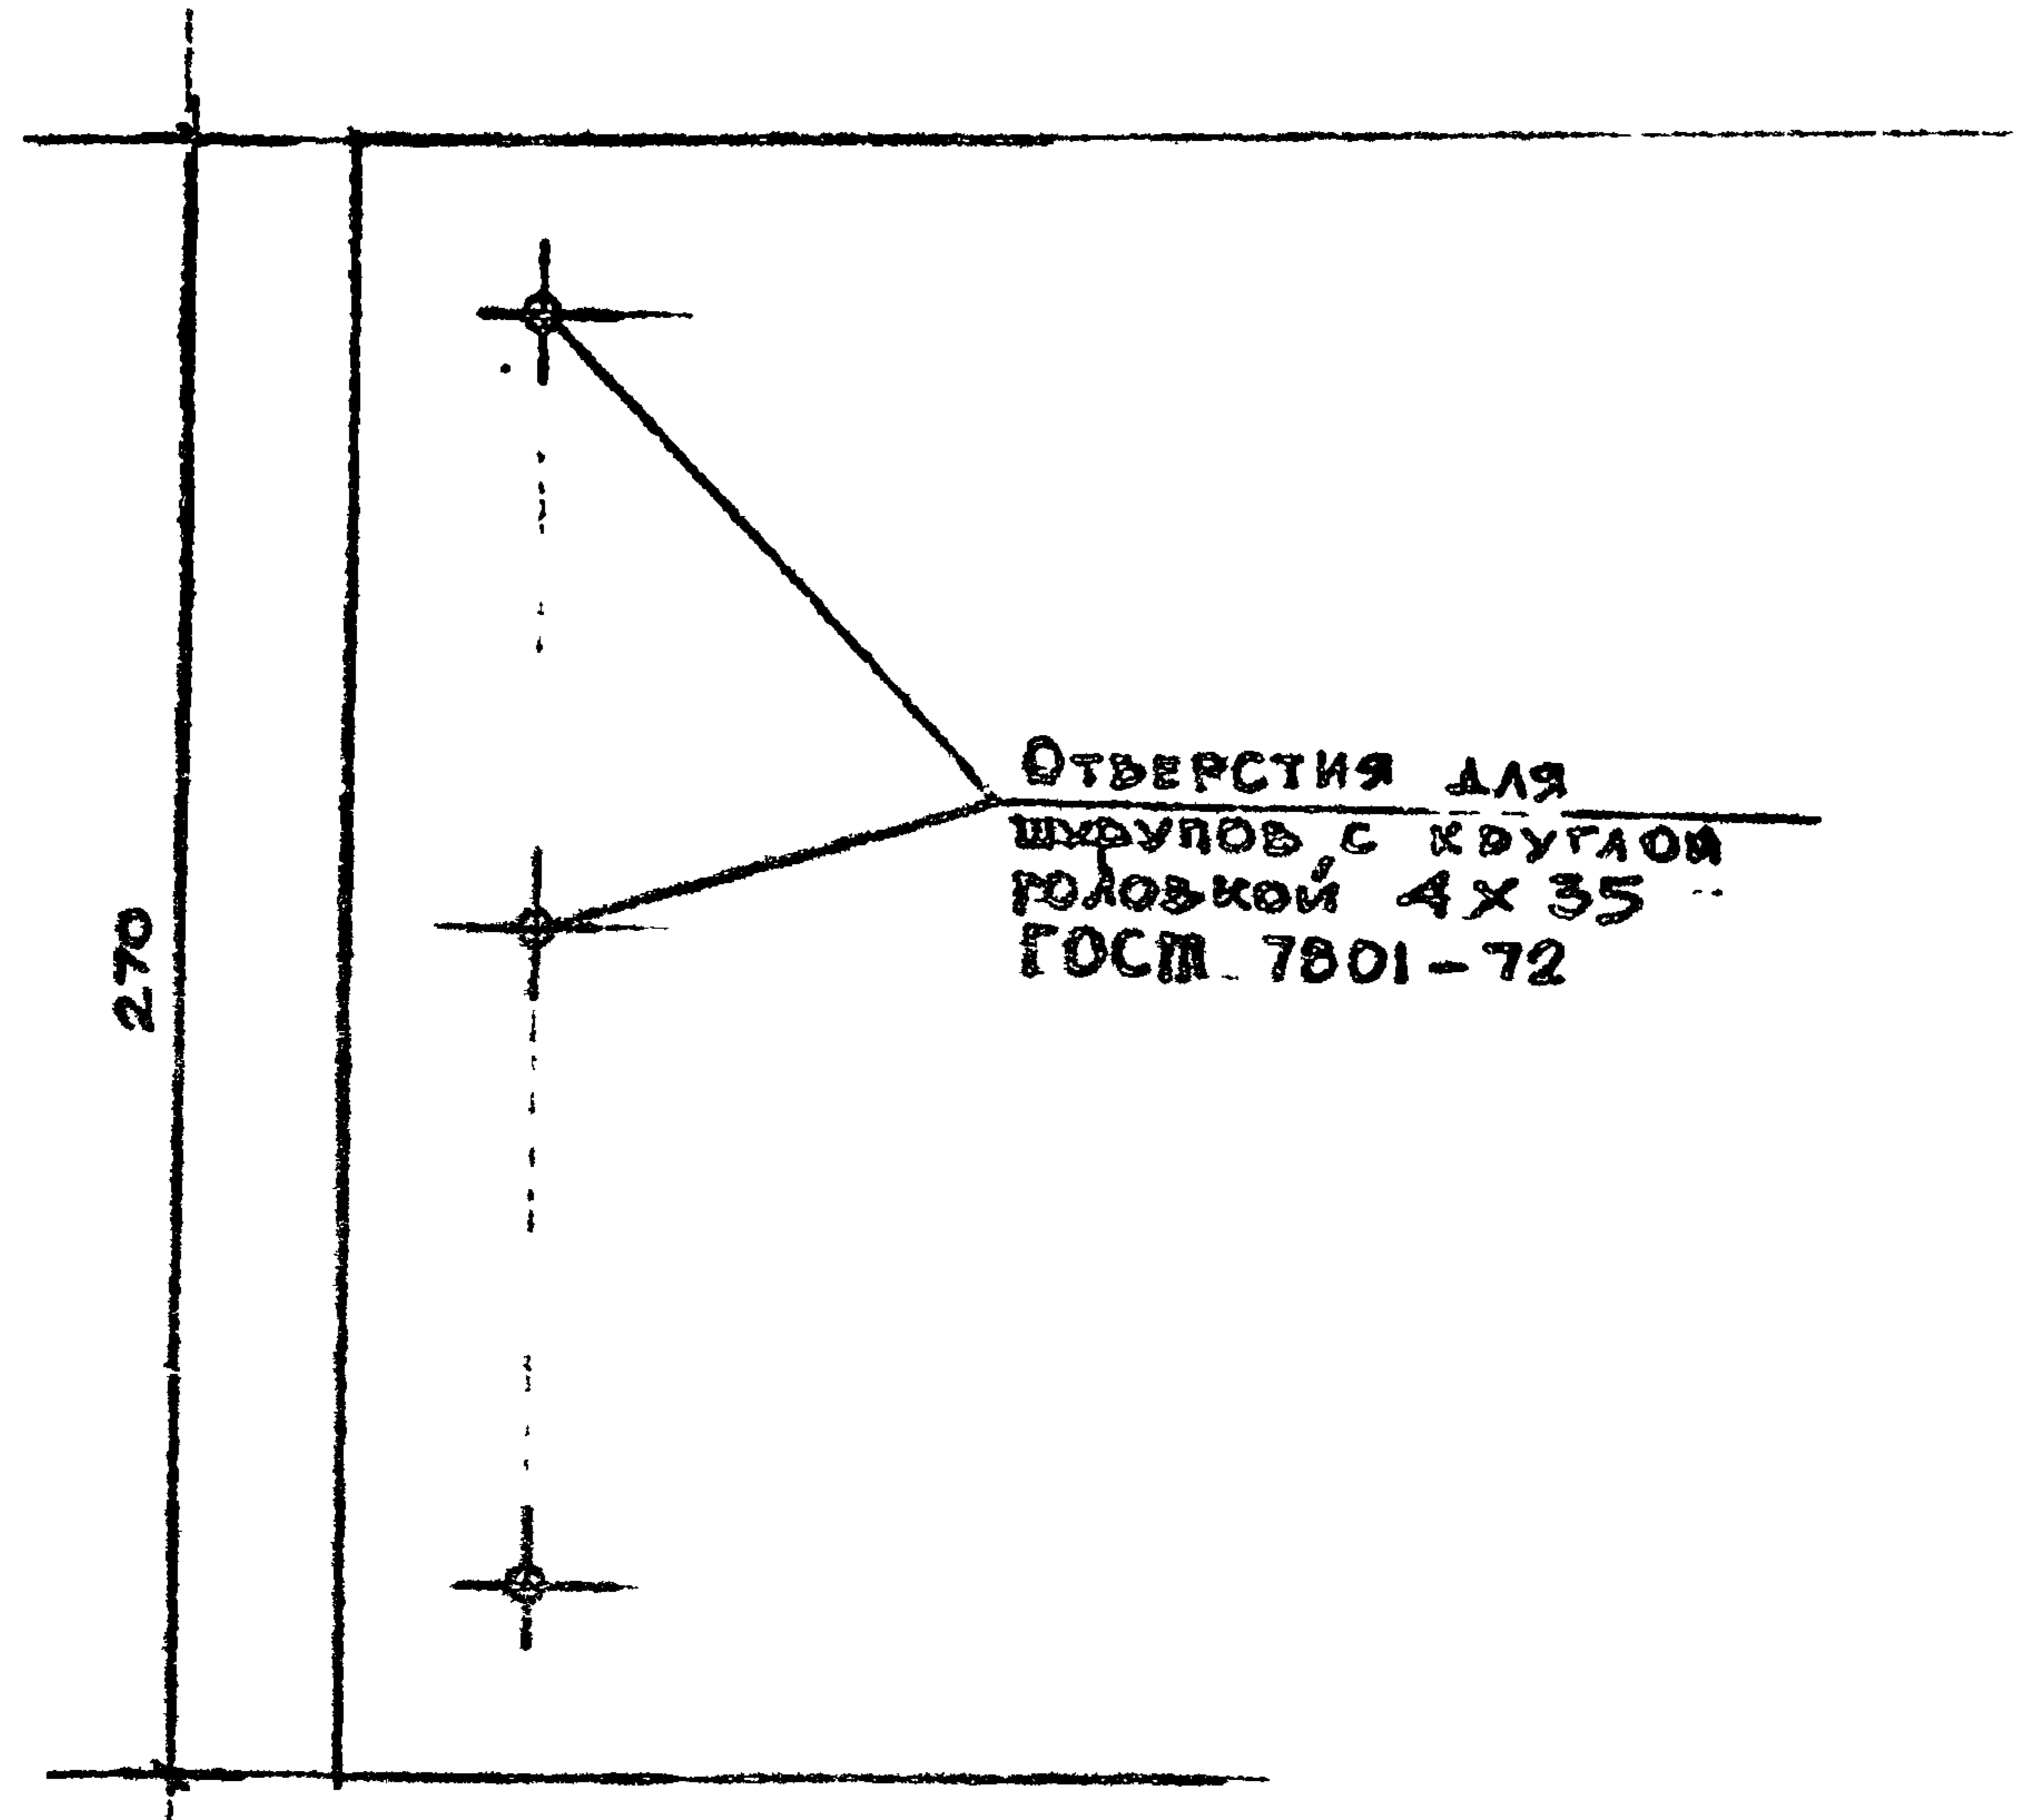 Отверстия для
шурупов с круглой
головкой 4×35
ГОСТ 7801-72
270